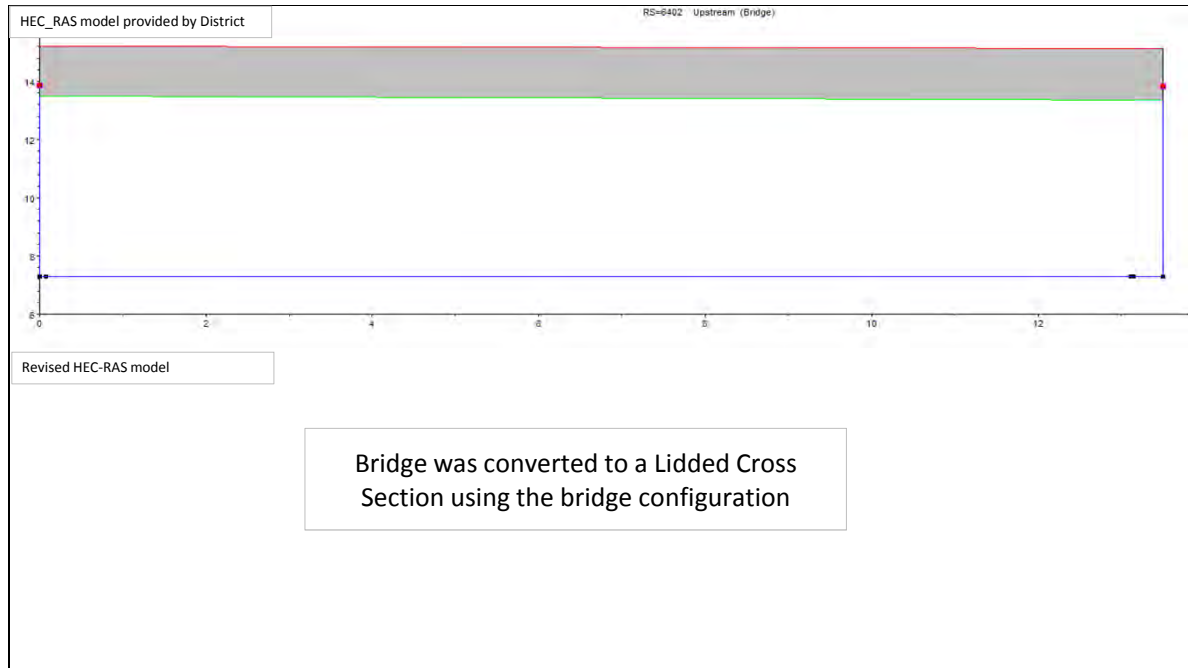 HEC_RAS model provided by District
RS=6402 Upstream (Bridge)
14
12
10
8
6
0 2 4 6 8 10 12
Revised HEC-RAS model
Bridge was converted to a Lidded Cross
Section using the bridge configuration